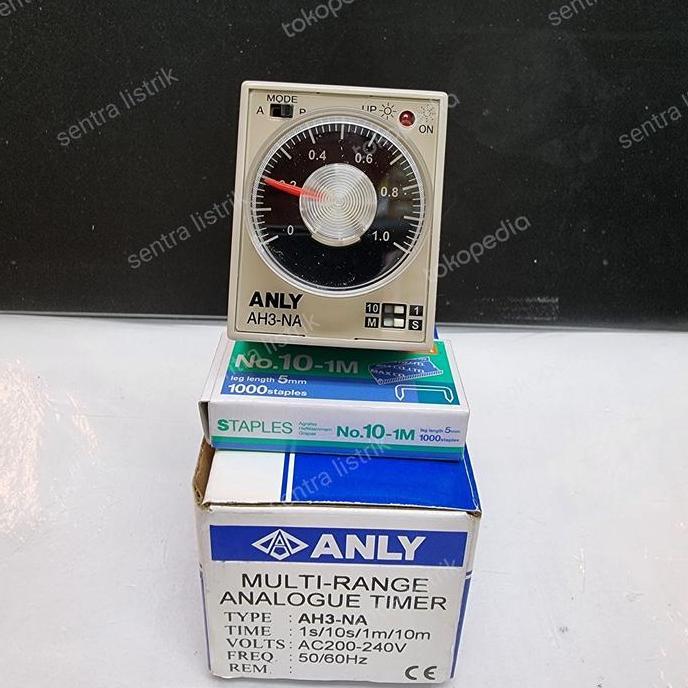 MODE
A P
UP ON
0 0.2 0.4 0.6 0.8 1.0
ANLY
AH3-NA
10 1
M S
No.10-1M
leg length 5mm
1000staples
STAPLES
No.10-1M
leg length 5mm
1000staples
ANLY
MULTI-RANGE
ANALOGUE TIMER
TYPE : AH3-NA
TIME : 1s/10s/1m/10m
VOLTS : AC200-240V
FREQ : 50/60Hz
REM. :
CE
sentra listrik
tokopedia